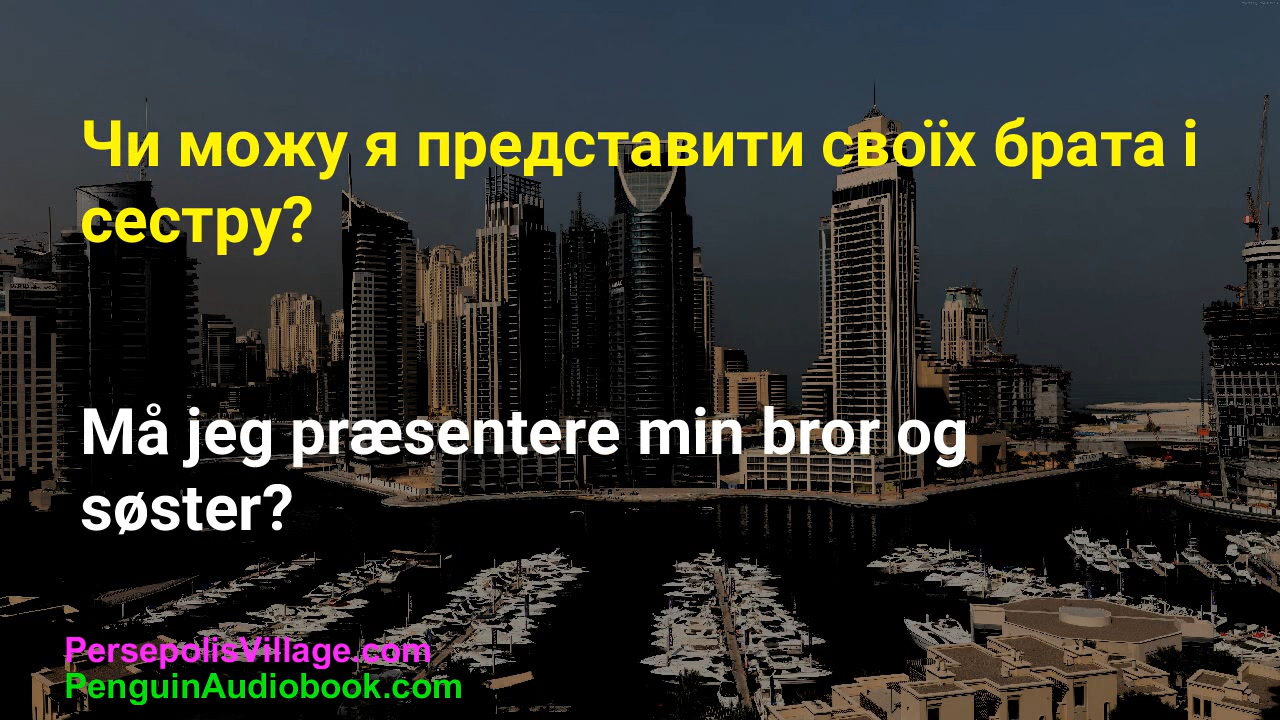 Чи можу я представити своїх брата і
сестру?
Må jeg præsentere min bror og
søster?
PersepolisVillage.com
PenguinAudiobook.com